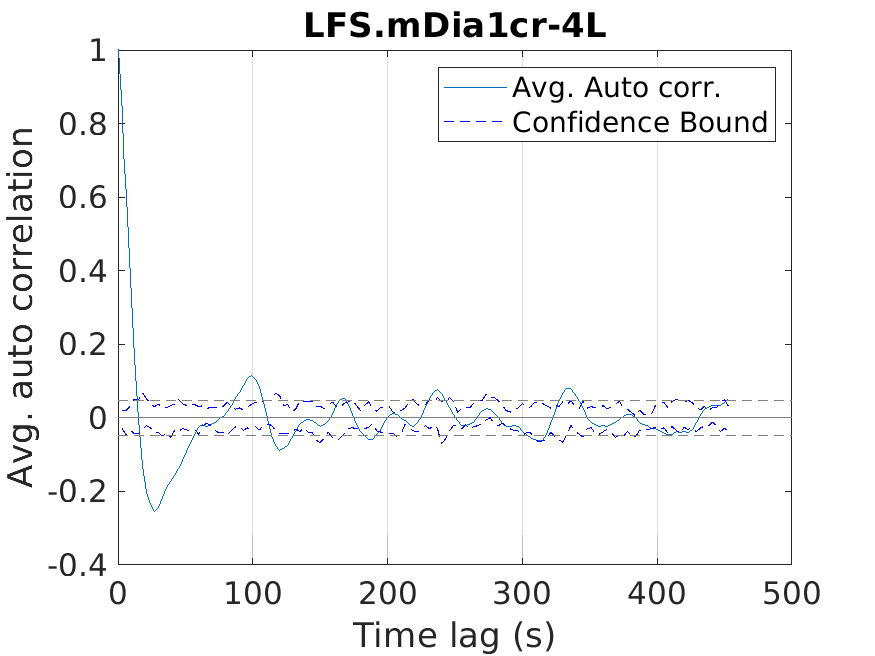 LFS.mDia1cr-4L
1
0.8
0.6
0.4
0.2
0
-0.2
-0.4
Avg. auto correlation
Avg. Auto corr.
Confidence Bound
0 100 200 300 400 500
Time lag (s)